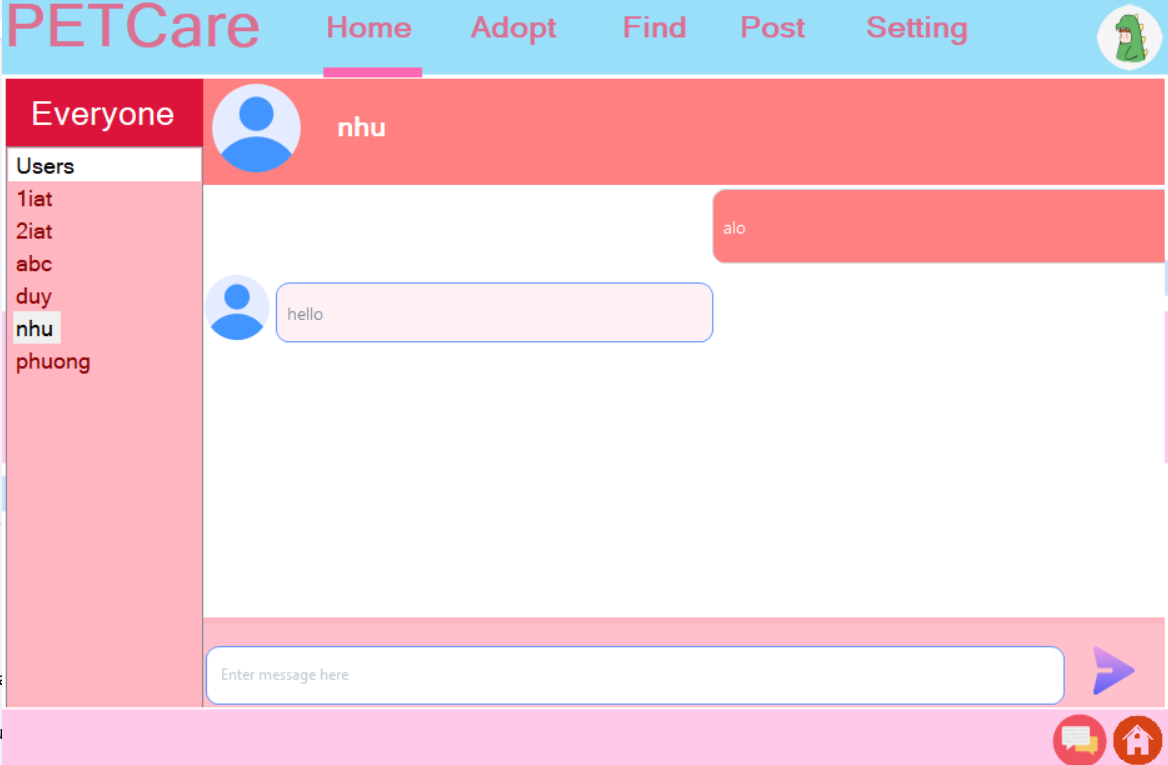 PETCare Home Adopt Find Post Setting
Everyone
nhu
Users
1iat
2iat
abc
duy
nhu
phuong
alo
hello
Enter message here